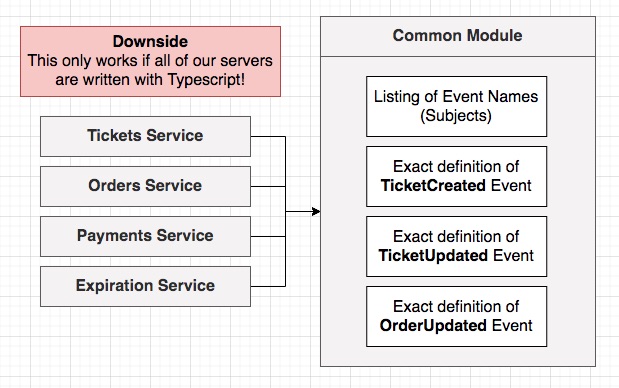 Downside
This only works if all of our servers
are written with Typescript!
Tickets Service
Orders Service
Payments Service
Expiration Service
Common Module
Listing of Event Names
(Subjects)
Exact definition of
TicketCreated Event
Exact definition of
TicketUpdated Event
Exact definition of
OrderUpdated Event